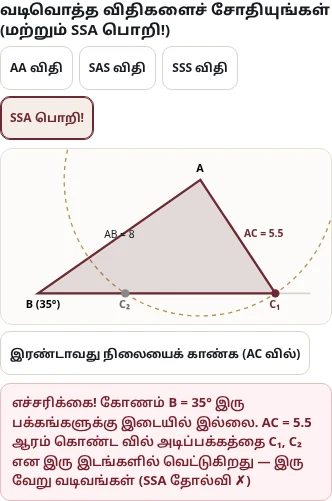 வடிவொத்த விதிகளைச் சோதியுங்கள்
(மற்றும் SSA பொறி!)
AA விதி
SAS விதி
SSS விதி
SSA பொறி!
A
AB = 8
AC = 5.5
B (35°)
C₂
C₁
இரண்டாவது நிலையைக் காண்க (AC வில்)
எச்சரிக்கை! கோணம் B = 35° இரு
பக்கங்களுக்கு இடையில் இல்லை. AC = 5.5
ஆரம் கொண்ட வில் அடிப்பக்கத்தை C₁, C₂
என இரு இடங்களில் வெட்டுகிறது — இரு
வேறு வடிவங்கள் (SSA தோல்வி ✗)